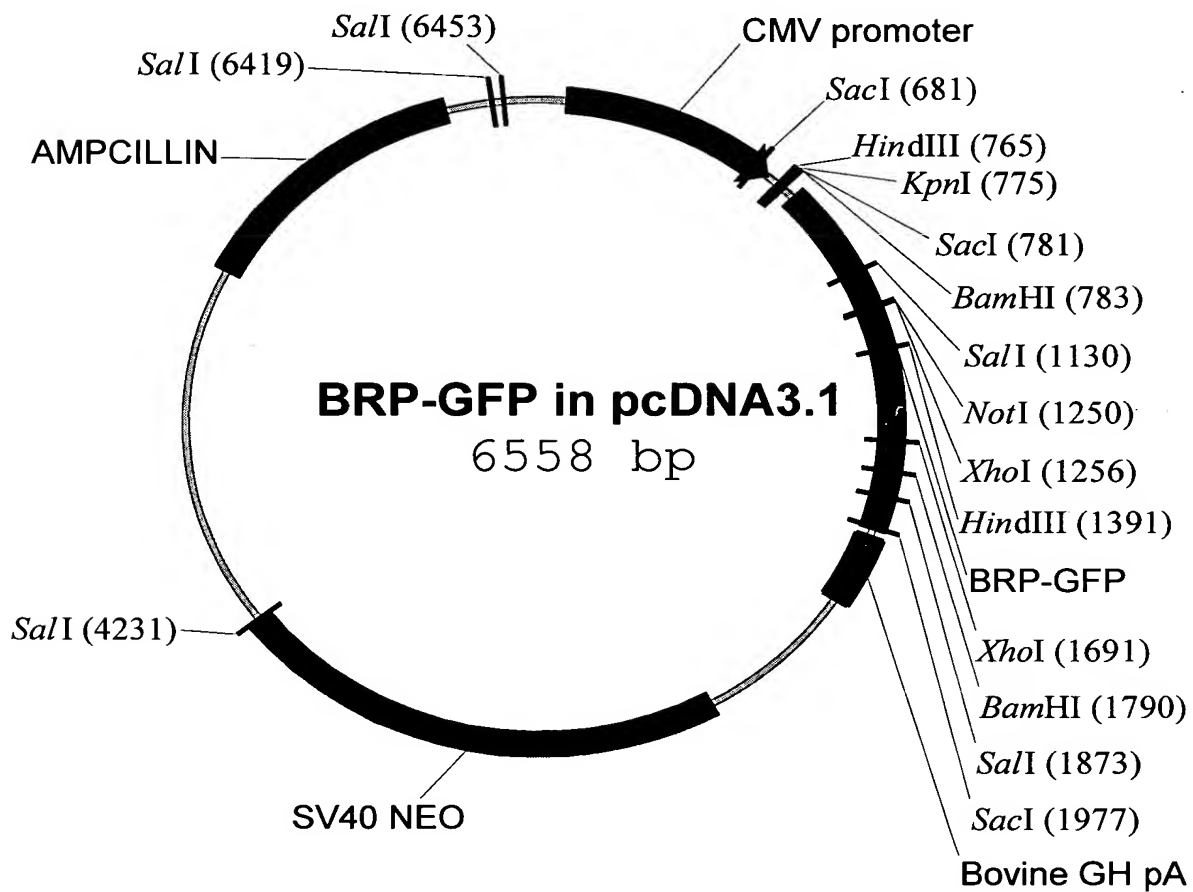 SalI (6453)
CMV promoter
SalI (6419)
SacI (681)
AMPCILLIN
HindIII (765)
KpnI (775)
SacI (781)
BamHI (783)
SalI (1130)
BRP-GFP in pcDNA3.1
6558 bp
NotI (1250)
XhoI (1256)
HindIII (1391)
BRP-GFP
SalI (4231)
XhoI (1691)
BamHI (1790)
SalI (1873)
SV40 NEO
SacI (1977)
Bovine GH pA